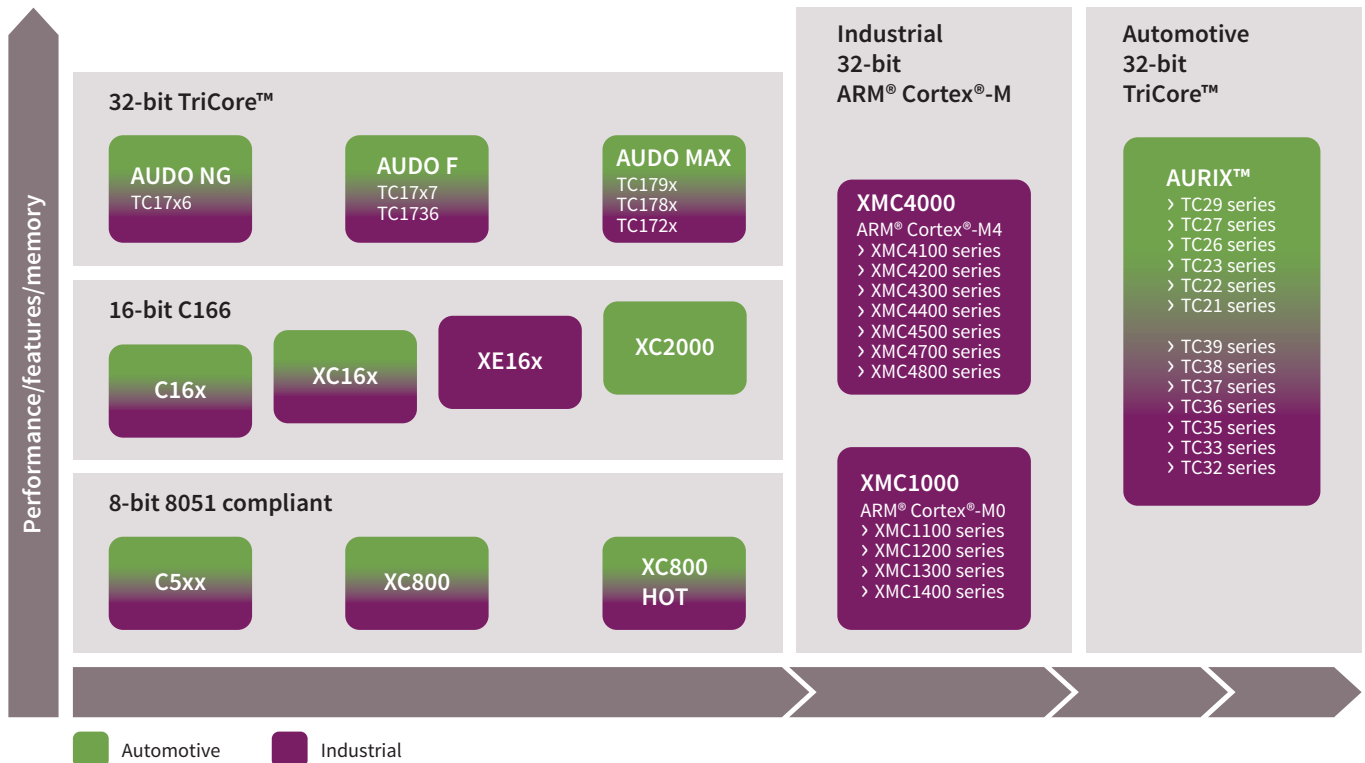 Performance/features/memory
32-bit TriCore™
AUDO NG
TC17x6
AUDO F
TC17x7
TC1736
AUDO MAX
TC179x
TC178x
TC172x
16-bit C166
C16x
XC16x
XE16x
XC2000
8-bit 8051 compliant
C5xx
XC800
XC800
HOT
Industrial
32-bit
ARM® Cortex®-M
XMC4000
ARM® Cortex®-M4
› XMC4100 series
› XMC4200 series
› XMC4300 series
› XMC4400 series
› XMC4500 series
› XMC4700 series
› XMC4800 series
XMC1000
ARM® Cortex®-M0
› XMC1100 series
› XMC1200 series
› XMC1300 series
› XMC1400 series
Automotive
32-bit
TriCore™
AURIX™
› TC29 series
› TC27 series
› TC26 series
› TC23 series
› TC22 series
› TC21 series
› TC39 series
› TC38 series
› TC37 series
› TC36 series
› TC35 series
› TC33 series
› TC32 series
Automotive
Industrial